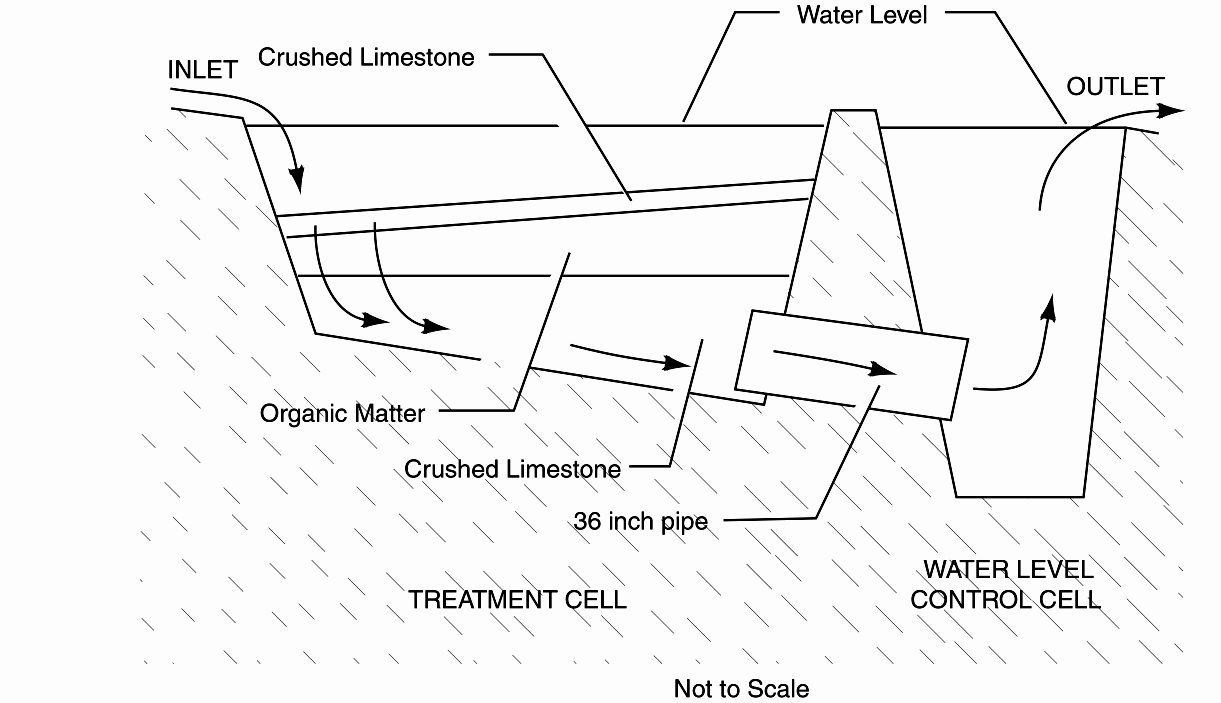 Water Level
Crushed Limestone
INLET
OUTLET
Organic Matter
Crushed Limestone
36 inch pipe
WATER LEVEL
CONTROL CELL
TREATMENT CELL
Not to Scale